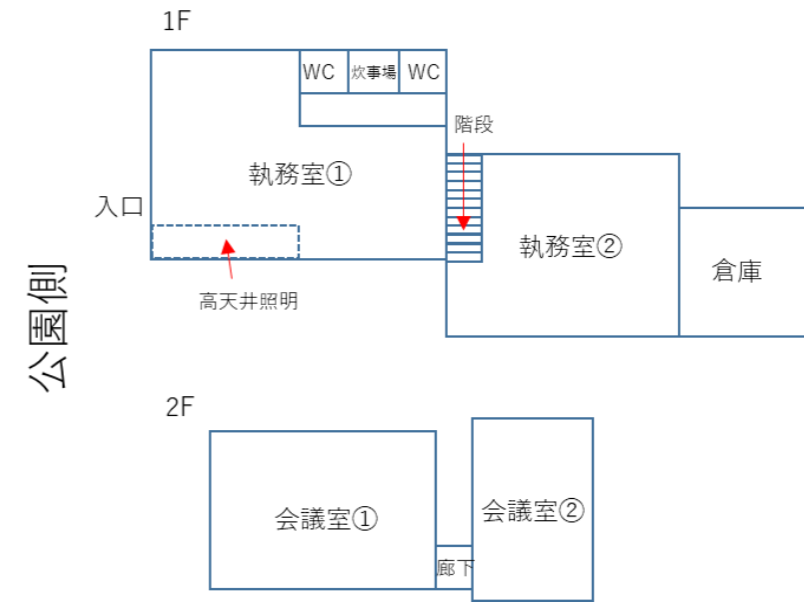 1F
WC
炊事場
WC
階段
執務室①
入口
執務室②
倉庫
高天井照明
公園側
2F
会議室①
会議室②
廊下